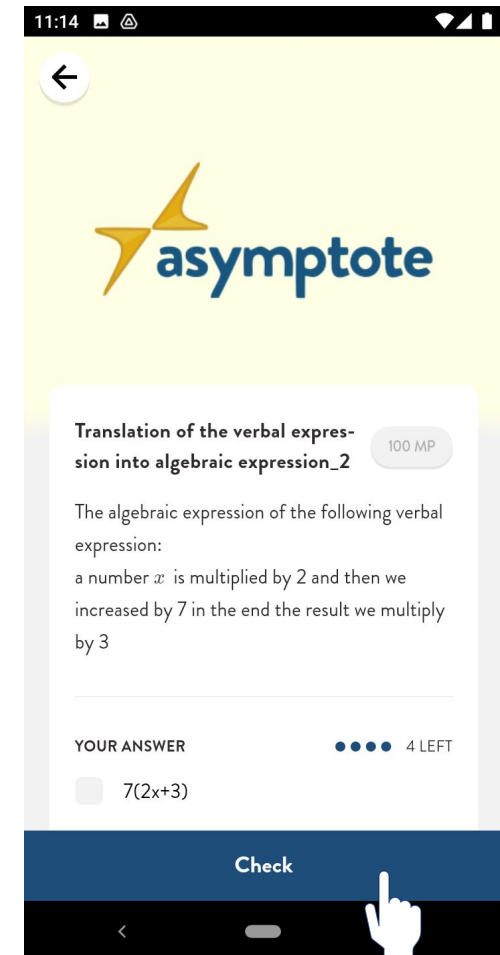 11:14
asymptote
Translation of the verbal expres-
sion into algebraic expression_2
100 MP
The algebraic expression of the following verbal
expression:
a number x is multiplied by 2 and then we
increased by 7 in the end the result we multiply
by 3
YOUR ANSWER
4 LEFT
7(2x+3)
Check